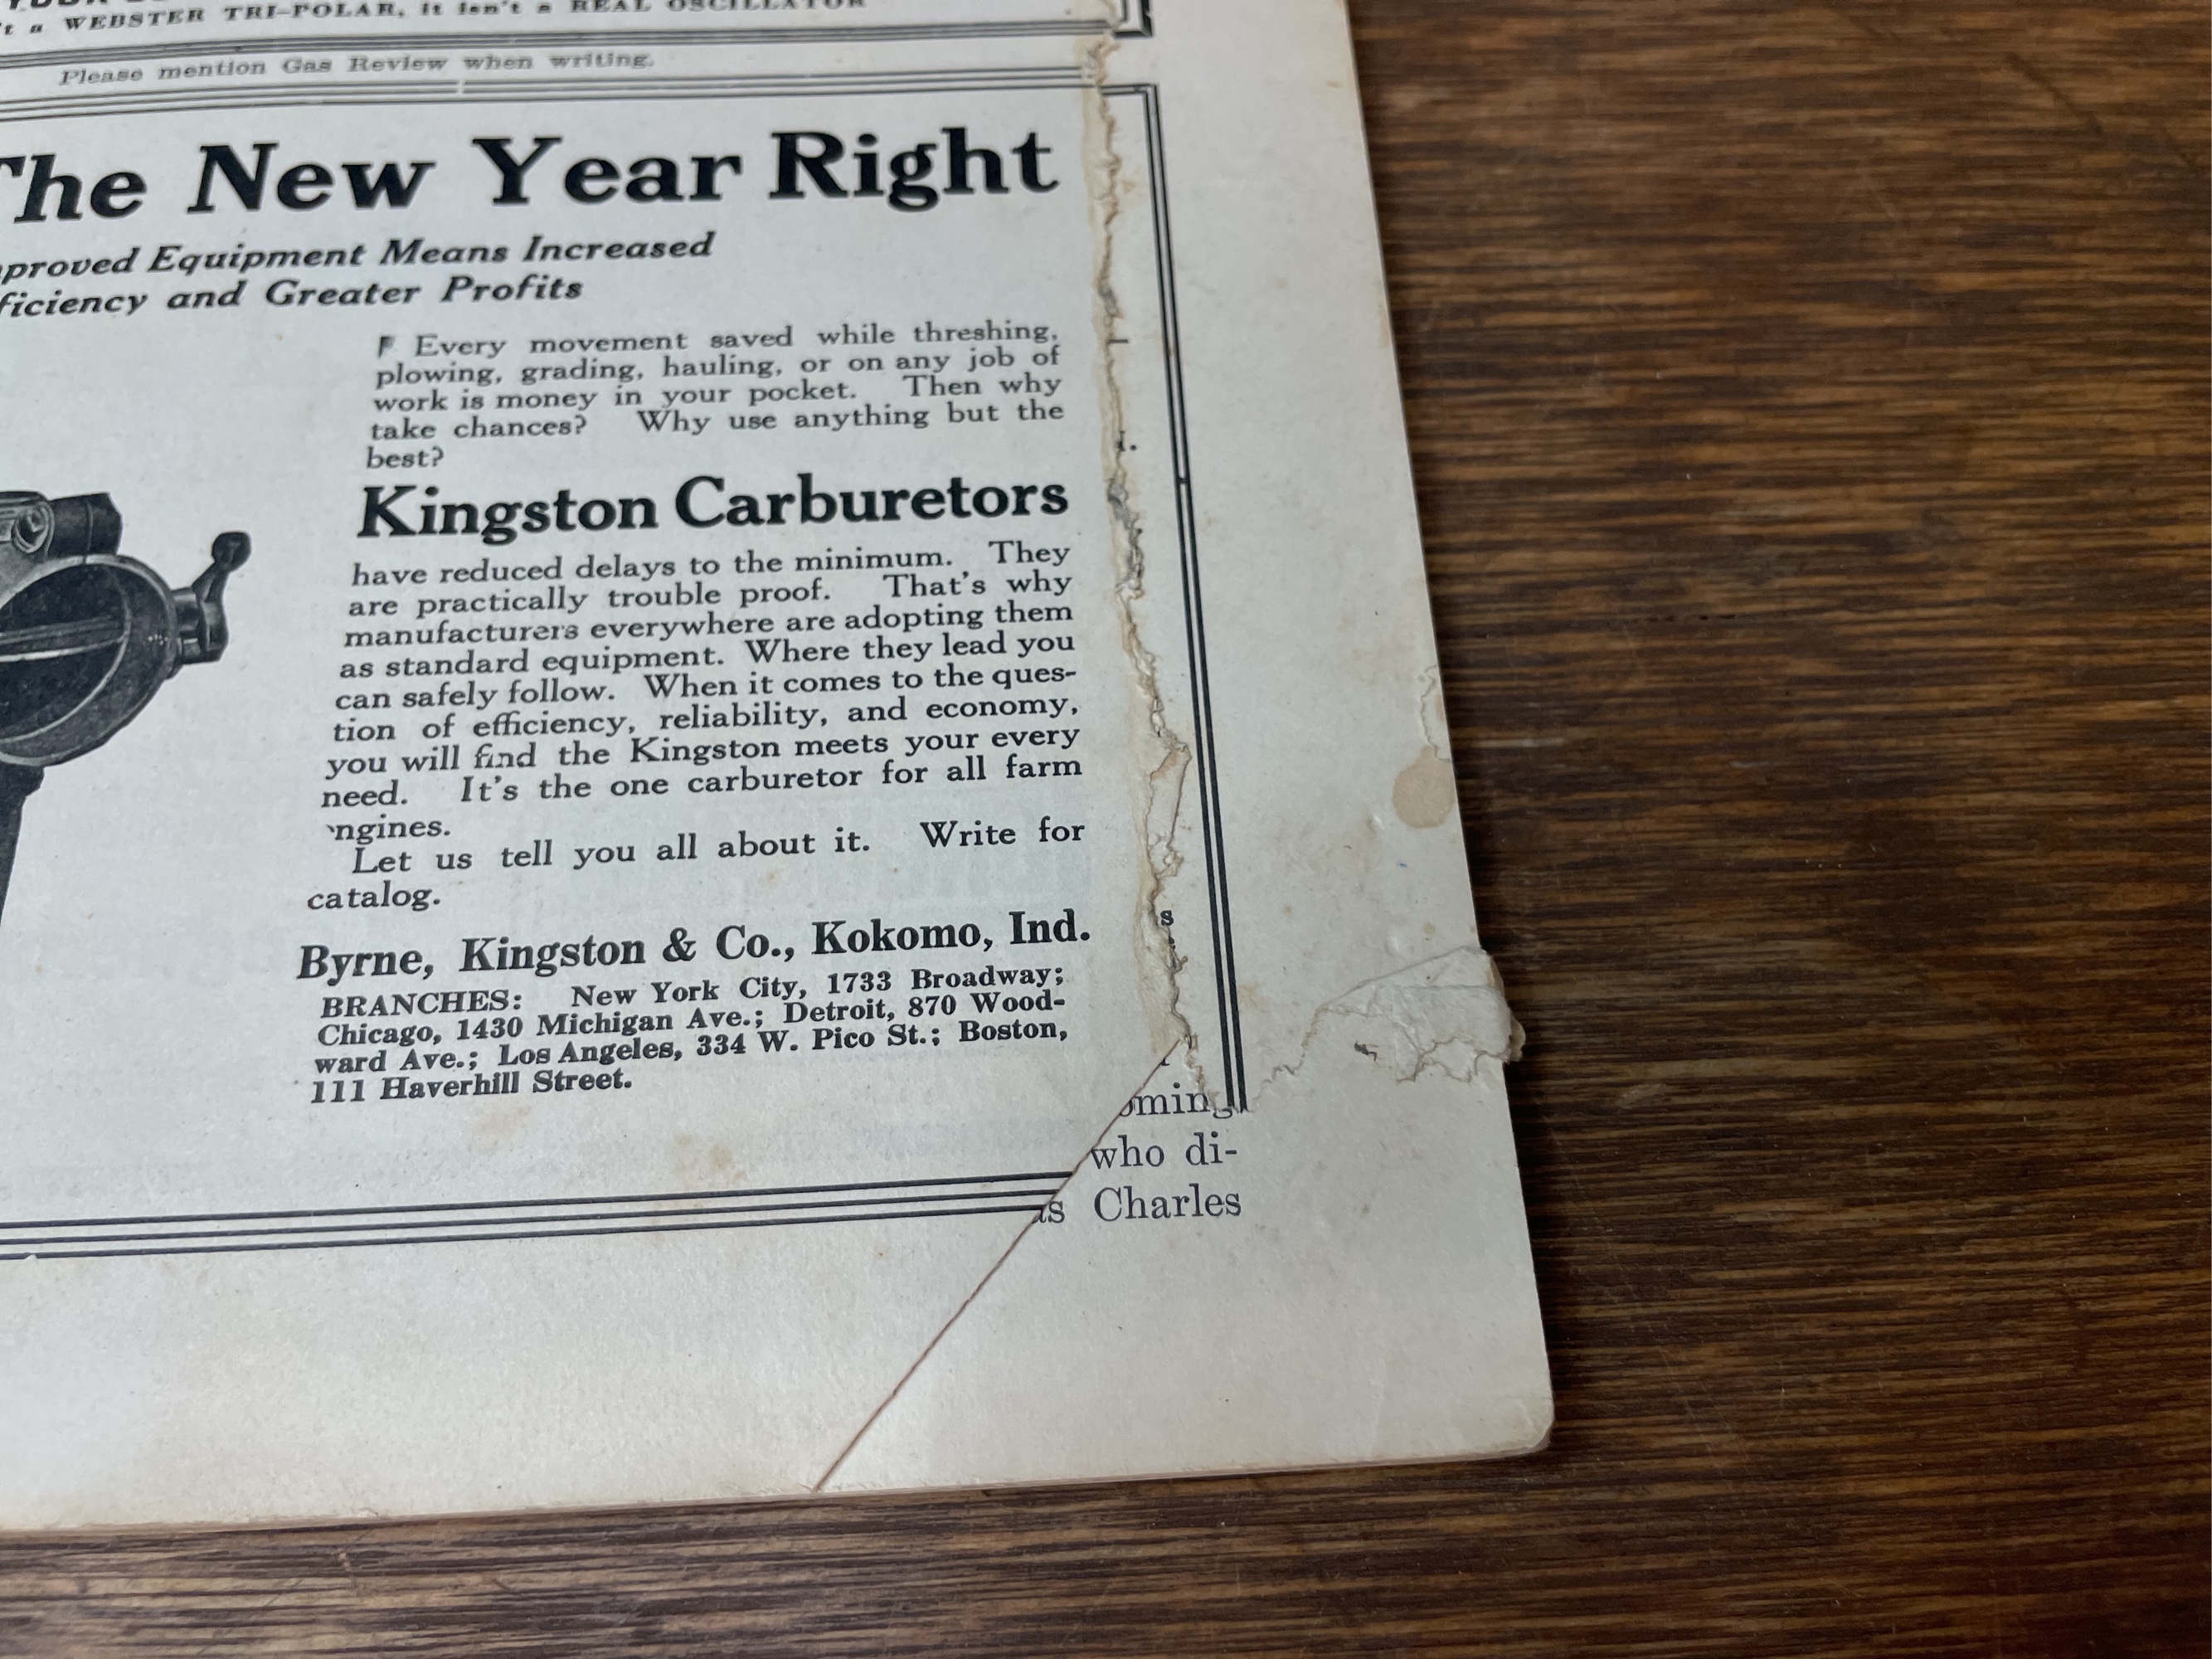 a WEBSTER TRI-POLAR, it isn't a REAL OSCILLATOR
Please mention Gas Review when writing.
The New Year Right
proved Equipment Means Increased
ficiency and Greater Profits
Every movement saved while threshing,
plowing, grading, hauling, or on any job of
work is money in your pocket. Then why
take chances? Why use anything but the
best?
Kingston Carburetors
have reduced delays to the minimum. They
are practically trouble proof. That's why
manufacturers everywhere are adopting them
as standard equipment. Where they lead you
can safely follow. When it comes to the ques-
tion of efficiency, reliability, and economy,
you will find the Kingston meets your every
need. It's the one carburetor for all farm
ngines.
Let us tell you all about it. Write for
catalog.
Byrne, Kingston & Co., Kokomo, Ind.
BRANCHES: New York City, 1733 Broadway;
Chicago, 1430 Michigan Ave.; Detroit, 870 Wood-
ward Ave.; Los Angeles, 334 W. Pico St.; Boston,
111 Haverhill Street.
s
oming
who di-
as Charles